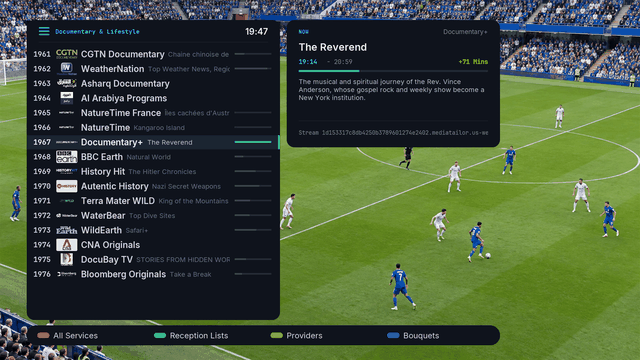 Documentary & Lifestyle 19:47
1961 CGTN Documentary Chaine chinoise de
1962 WeatherNation Top Weather News, Regic
1963 Asharq Documentary
1964 Al Arabiya Programs
1965 NatureTime France Îles cachées d'Austr
1966 NatureTime Kangaroo Island
1967 Documentary+ The Reverend
1968 BBC Earth Natural World
1969 History Hit The Hitler Chronicles
1970 Autentic History Nazi Secret Weapons
1971 Terra Mater WILD King of the Mountains
1972 WaterBear Top Dive Sites
1973 WildEarth Safari+
1974 CNA Originals
1975 DocuBay TV STORIES FROM HIDDEN WOR
1976 Bloomberg Originals Take a Break
NOW Documentary+
The Reverend
19:14 - 20:59 +71 Mins
The musical and spiritual journey of the Rev. Vince
Anderson, whose gospel rock and weekly show become a
New York institution.
Stream 1d153317c8db4250b3789601274e2402.mediatailor.us-we
All Services Reception Lists Providers Bouquets